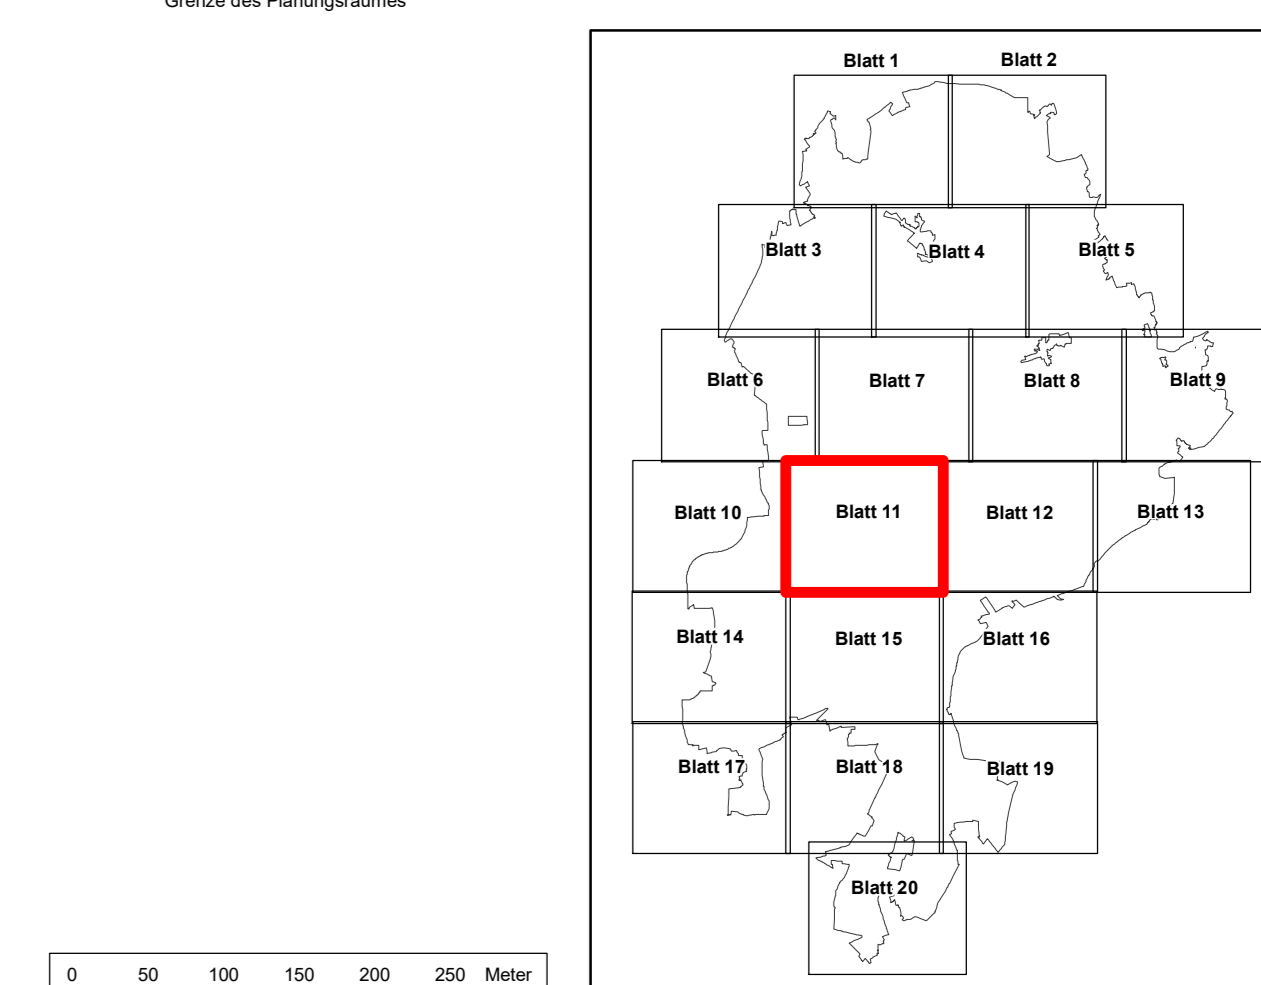 Grenze des Planungsraumes
Blatt 1 Blatt 2
Blatt 3 Blatt 4 Blatt 5
Blatt 6 Blatt 7 Blatt 8 Blatt 9
Blatt 10 Blatt 11 Blatt 12 Blatt 13
Blatt 14 Blatt 15 Blatt 16
Blatt 17 Blatt 18 Blatt 19
Blatt 20
0 50 100 150 200 250 Meter